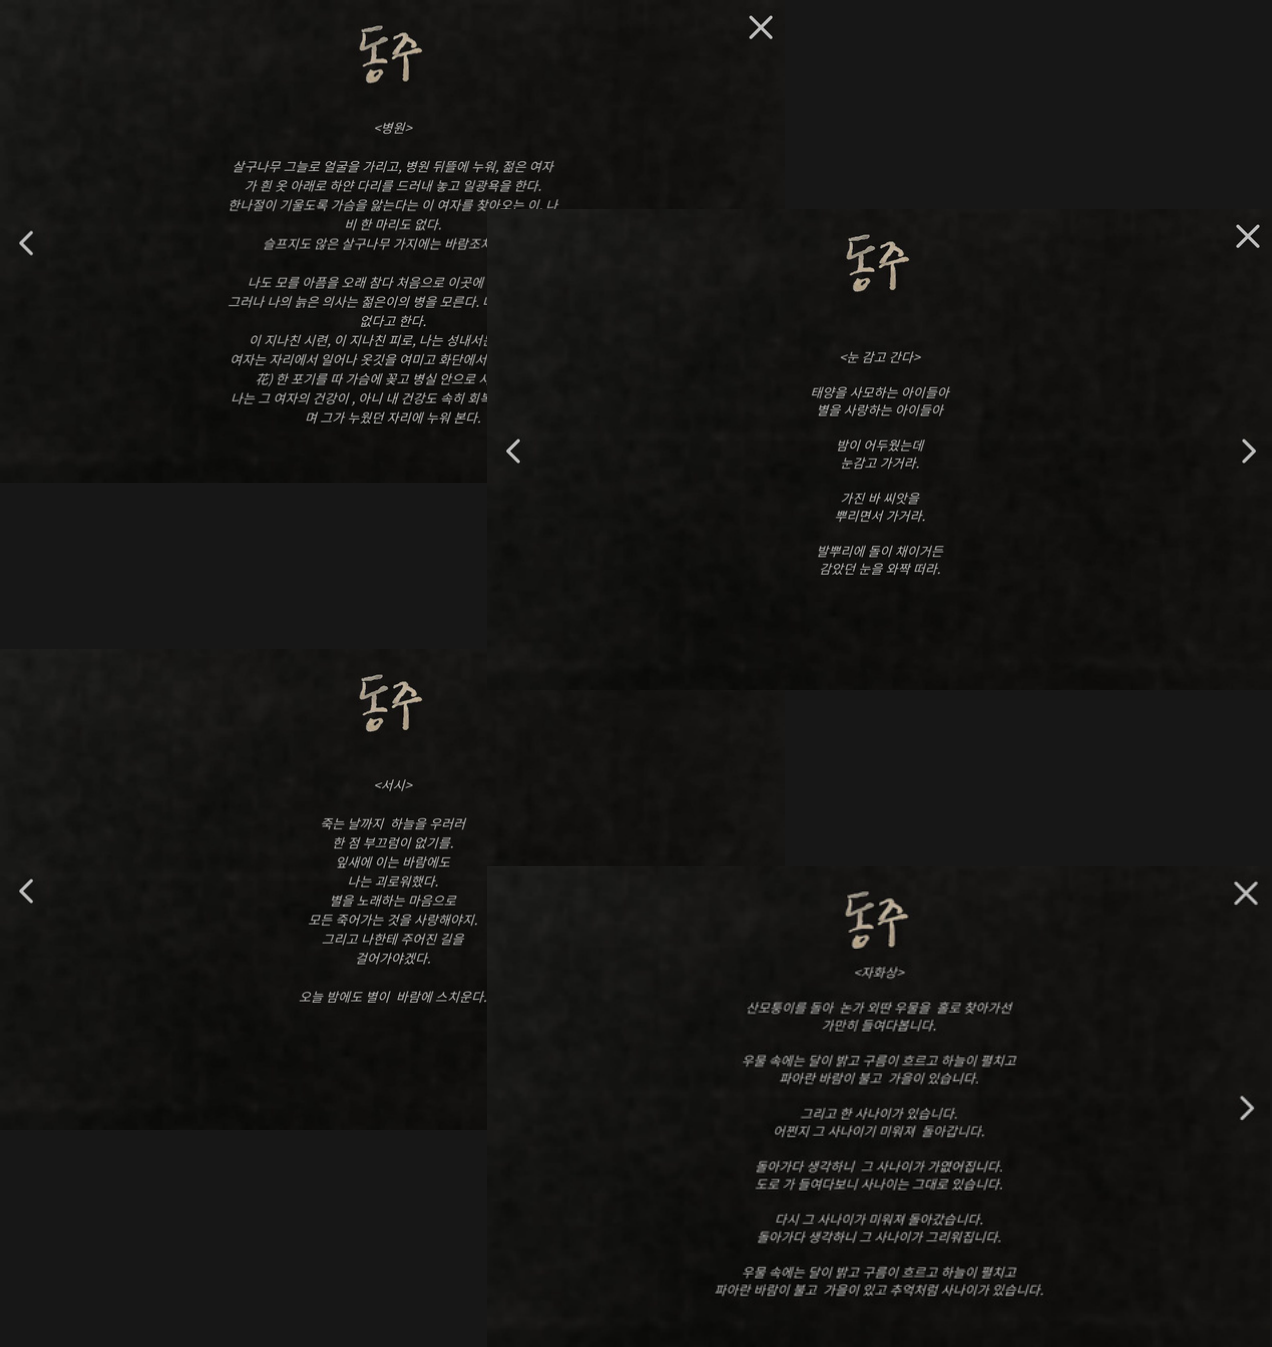 동주
<병원>
살구나무 그늘로 얼굴을 가리고, 병원 뒤뜰에 누워, 젊은 여자
가 흰 옷 아래로 하얀 다리를 드러내 놓고 일광욕을 한다.
한나절이 기울도록 가슴을 앓는다는 이 여자를 찾아오는 이, 나
비 한 마리도 없다.
슬프지도 않은 살구나무 가지에는
나도 모를 아픔을 오래 참다 처음으로 이곳에
그러나 나의 늙은 의사는 젊은이의 병을 모른다.
없다고 한다.
이 지나친 시련, 이 지나친 피로, 나는
여자는 자리에서 일어나 옷깃을 여미고 화단에서
花) 한 포기를 따 가슴에 꽂고 병실 안으로
나는 그 여자의 건강이 , 아니 내 건강도 속히
며 그가 누웠던 자리에 누워 본다.
동주
<눈 감고 간다>
태양을 사모하는 아이들아
별을 사랑하는 아이들아
밤이 어두웠는데
눈감고 가거라.
가진 바 씨앗을
뿌리면서 가거라.
발뿌리에 돌이 채이거든
감았던 눈을 와짝 떠라.
동주
<서시>
죽는 날까지 하늘을 우러러
한 점 부끄럼이 없기를.
잎새에 이는 바람에도
나는 괴로워했다.
별을 노래하는 마음으로
모든 죽어가는 것을 사랑해야지.
그리고 나한테 주어진 길을
걸어가야겠다.
오늘 밤에도 별이 바람에 스치운다.
동주
<자화상>
산모퉁이를 돌아 논가 외딴 우물을 홀로 찾아가선
가만히 들여다봅니다.
우물 속에는 달이 밝고 구름이 흐르고 하늘이 펼치고
파아란 바람이 불고 가을이 있습니다.
그리고 한 사나이가 있습니다.
어쩐지 그 사나이기 미워져 돌아갑니다.
돌아가다 생각하니 그 사나이가 가엾어집니다.
도로 가 들여다보니 사나이는 그대로 있습니다.
다시 그 사나이가 미워져 돌아갔습니다.
돌아가다 생각하니 그 사나이가 그리워집니다.
우물 속에는 달이 밝고 구름이 흐르고 하늘이 펼치고
파아란 바람이 불고 가을이 있고 추억처럼 사나이가 있습니다.